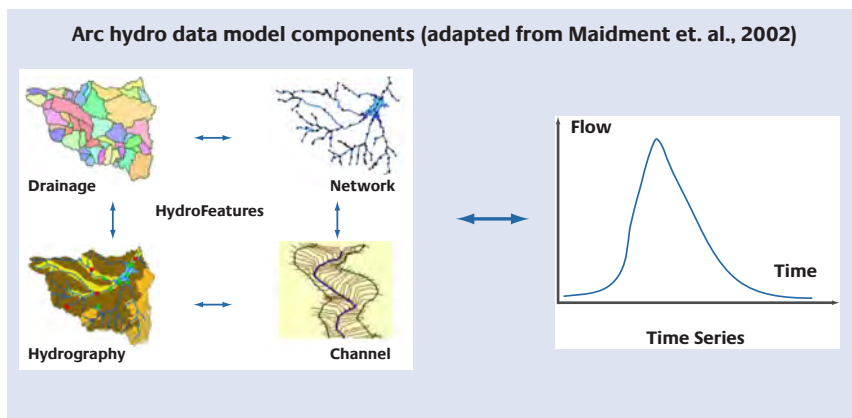 Arc hydro data model components (adapted from Maidment et. al., 2002)
Drainage
Network
HydroFeatures
Hydrography
Channel
Flow
Time
Time Series